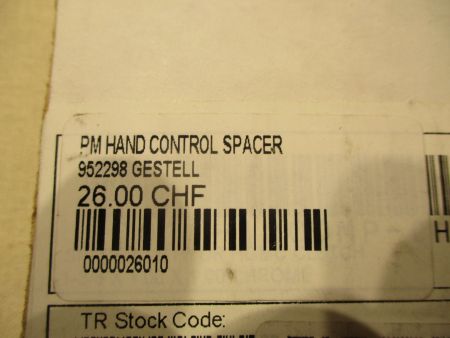 PM HAND CONTROL SPACER
952298 GESTELL
26.00 CHF
H
0000026010
TR Stock Code: